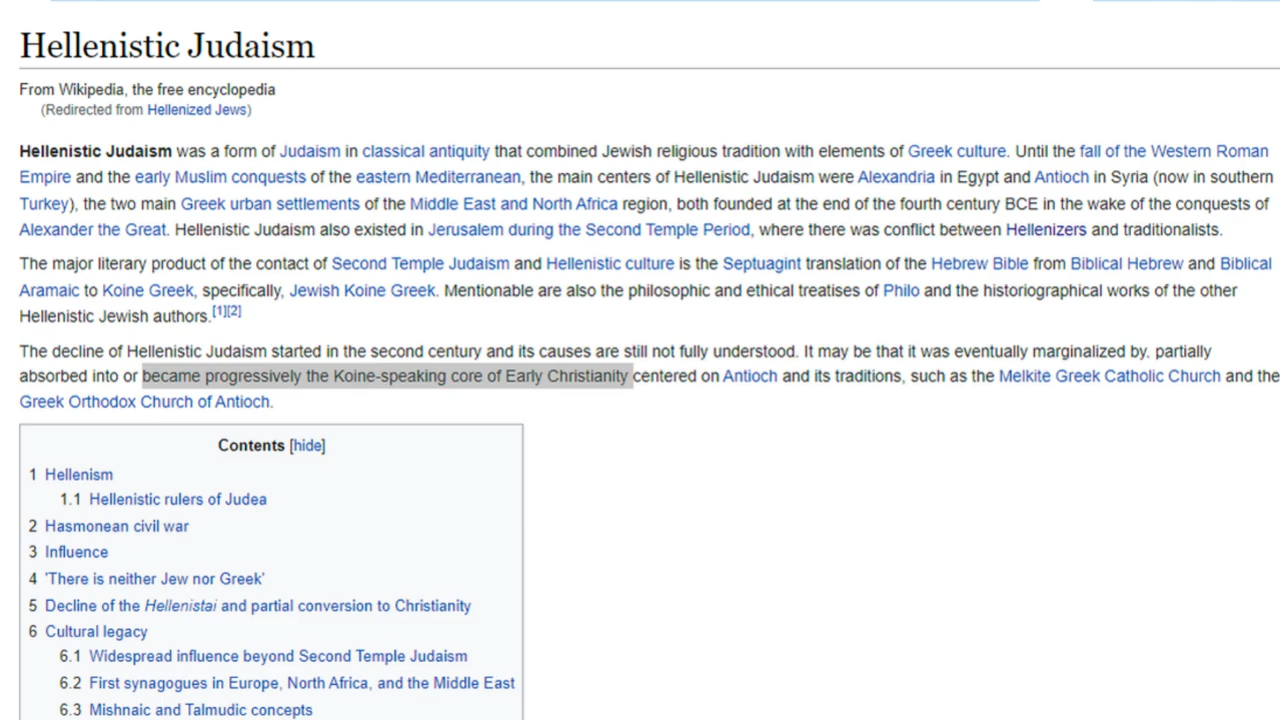 Hellenistic Judaism
From Wikipedia, the free encyclopedia
(Redirected from Hellenized Jews)
Hellenistic Judaism was a form of Judaism in classical antiquity that combined Jewish religious tradition with elements of Greek culture. Until the fall of the Western Roman
Empire and the early Muslim conquests of the eastern Mediterranean, the main centers of Hellenistic Judaism were Alexandria in Egypt and Antioch in Syria (now in southern
Turkey), the two main Greek urban settlements of the Middle East and North Africa region, both founded at the end of the fourth century BCE in the wake of the conquests of
Alexander the Great. Hellenistic Judaism also existed in Jerusalem during the Second Temple Period, where there was conflict between Hellenizers and traditionalists.
The major literary product of the contact of Second Temple Judaism and Hellenistic culture is the Septuagint translation of the Hebrew Bible from Biblical Hebrew and Biblical
Aramaic to Koine Greek, specifically, Jewish Koine Greek. Mentionable are also the philosophic and ethical treatises of Philo and the historiographical works of the other
Hellenistic Jewish authors.[1][2]
The decline of Hellenistic Judaism started in the second century and its causes are still not fully understood. It may be that it was eventually marginalized by, partially
absorbed into or became progressively the Koine-speaking core of Early Christianity centered on Antioch and its traditions, such as the Melkite Greek Catholic Church and the
Greek Orthodox Church of Antioch.
Contents [hide]
1 Hellenism
1.1 Hellenistic rulers of Judea
2 Hasmonean civil war
3 Influence
4 'There is neither Jew nor Greek'
5 Decline of the Hellenistai and partial conversion to Christianity
6 Cultural legacy
6.1 Widespread influence beyond Second Temple Judaism
6.2 First synagogues in Europe, North Africa, and the Middle East
6.3 Mishnaic and Talmudic concepts